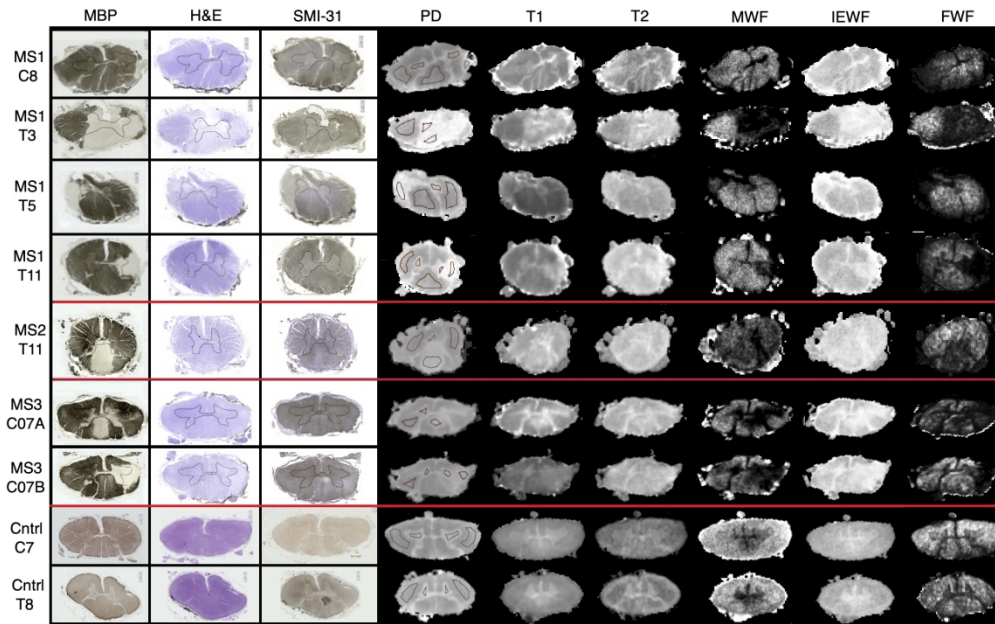 MBP H&E SMI-31 PD T1 T2 MWF IEWF FWF
MS1
C8
MS1
T3
MS1
T5
MS1
T11
MS2
T11
MS3
C07A
MS3
C07B
Cntrl
C7
Cntrl
T8